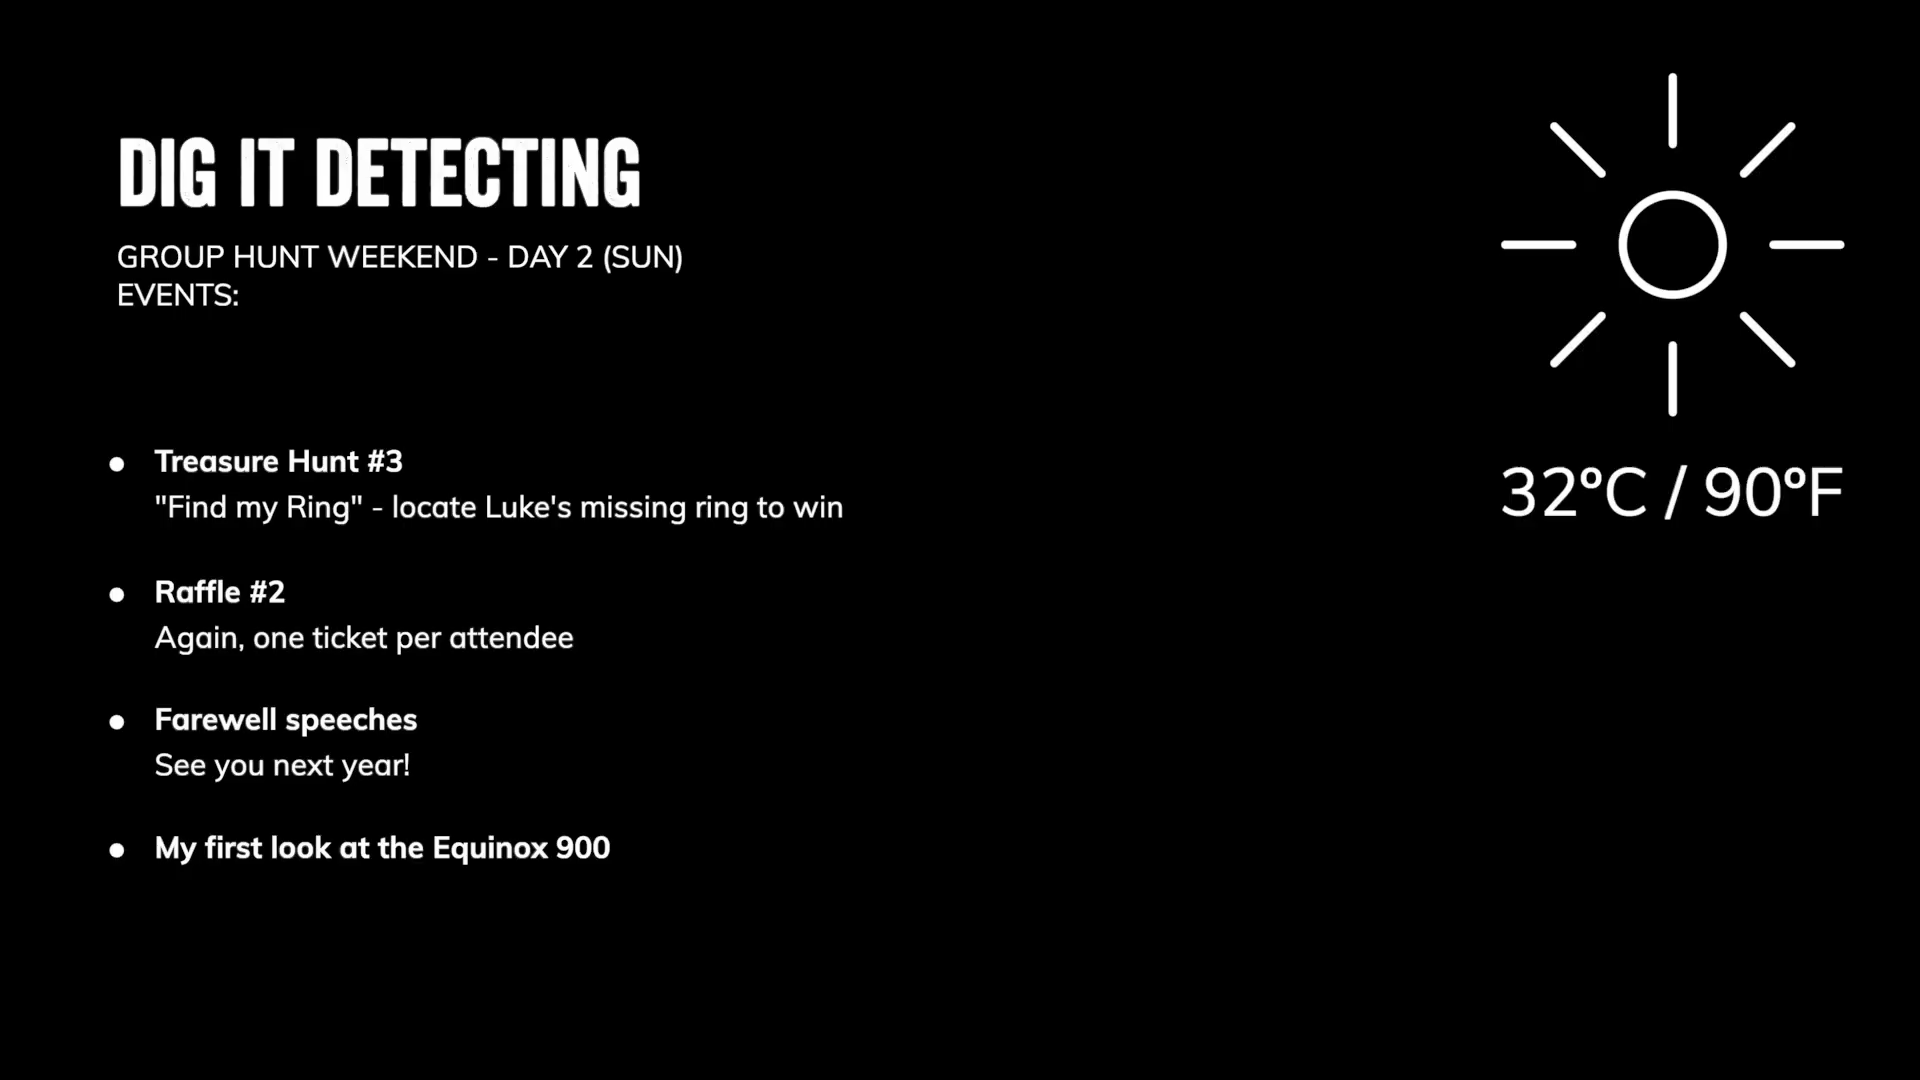 DIG IT DETECTING
GROUP HUNT WEEKEND - DAY 2 (SUN)
EVENTS:
● Treasure Hunt #3
"Find my Ring" - locate Luke's missing ring to win
● Raffle #2
Again, one ticket per attendee
● Farewell speeches
See you next year!
● My first look at the Equinox 900
32°C / 90°F